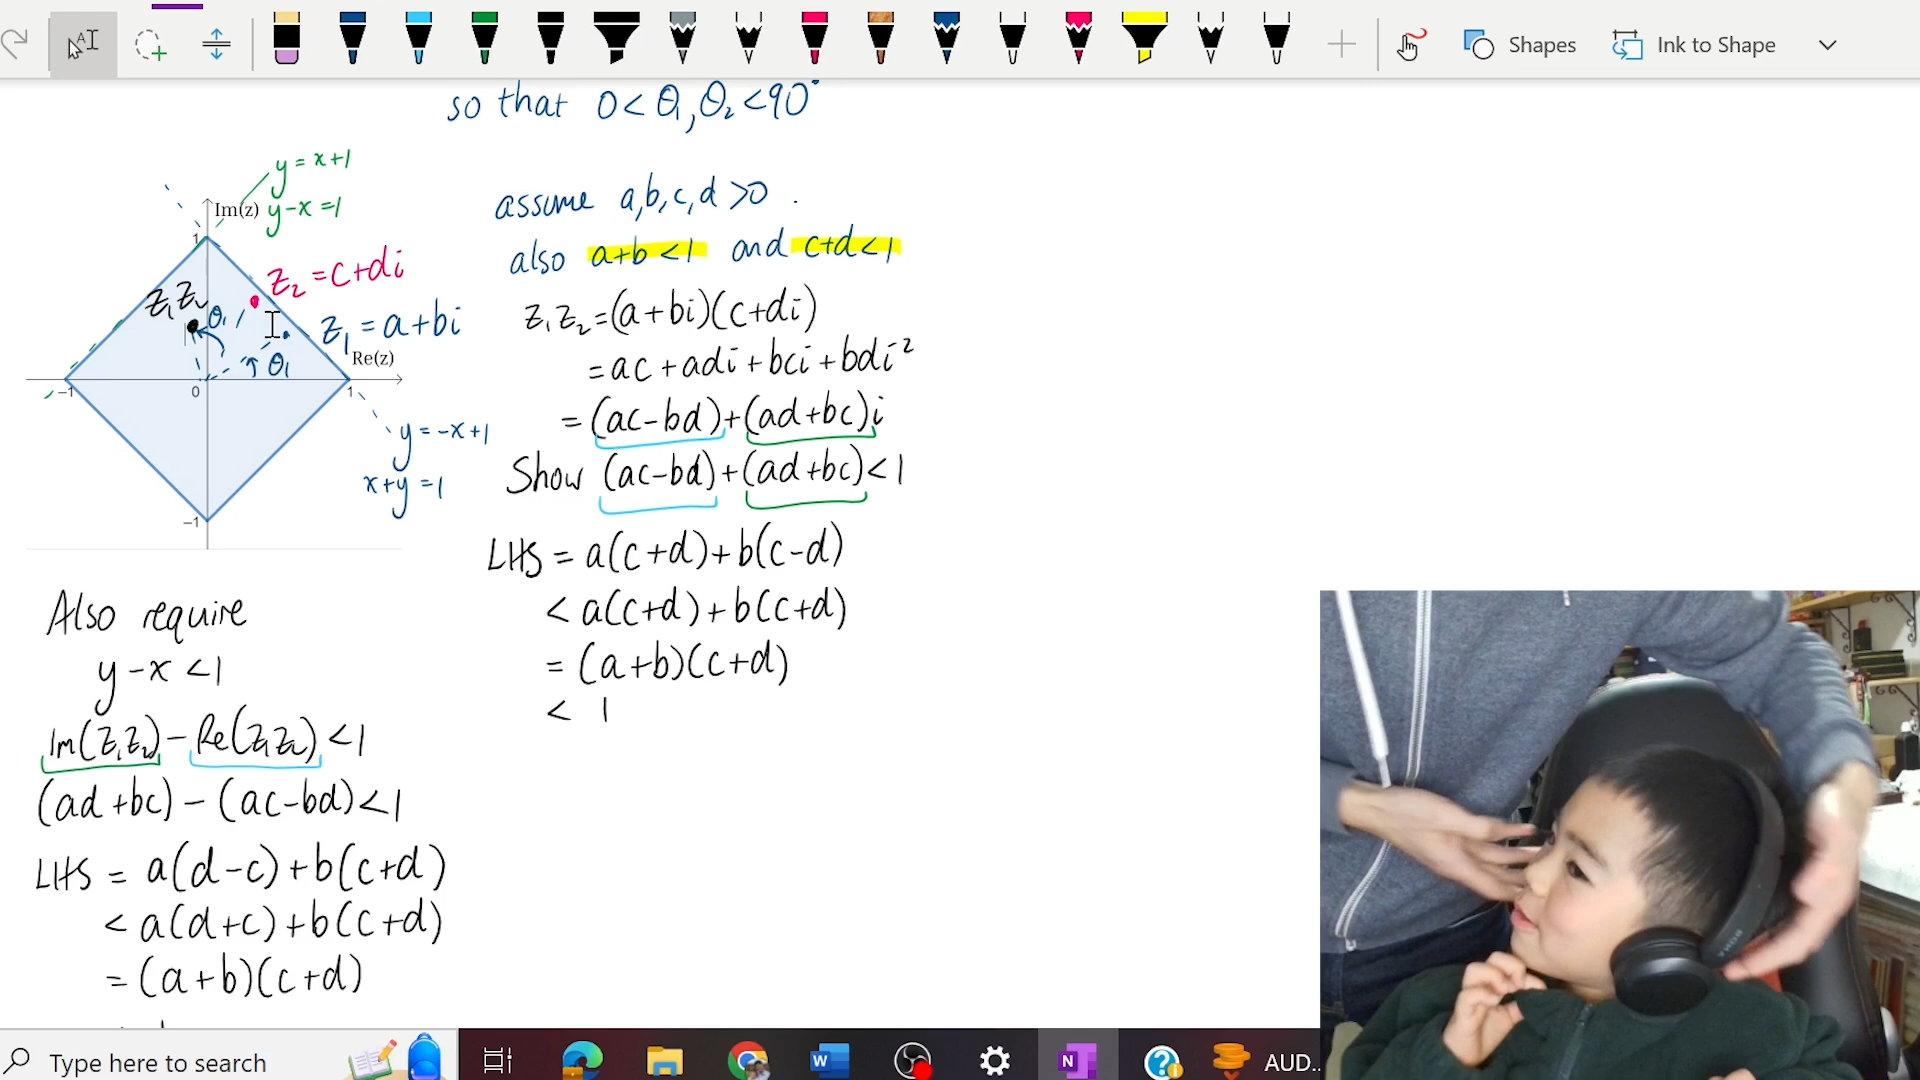 Shapes
Ink to Shape
so that 0<θ₁,θ₂<90°
y=x+1
y-x=1
Im(z)
1
z₂=c+di
z₁z₂
θ₁
z₁=a+bi
Re(z)
θ₁
-1
0
1
y=-x+1
x+y=1
-1
assume a,b,c,d>0.
also a+b<1 and c+d<1
z₁z₂=(a+bi)(c+di)
=ac+adi+bci+bdi²
=(ac-bd)+(ad+bc)i
Show (ac-bd)+(ad+bc)<1
LHS=a(c+d)+b(c-d)
<a(c+d)+b(c+d)
=(a+b)(c+d)
<1
Also require
y-x<1
Im(z₁z₂)-Re(z₁z₂)<1
(ad+bc)-(ac-bd)<1
LHS=a(d-c)+b(c+d)
<a(d+c)+b(c+d)
=(a+b)(c+d)
Type here to search
W
N
AUD...
SONY